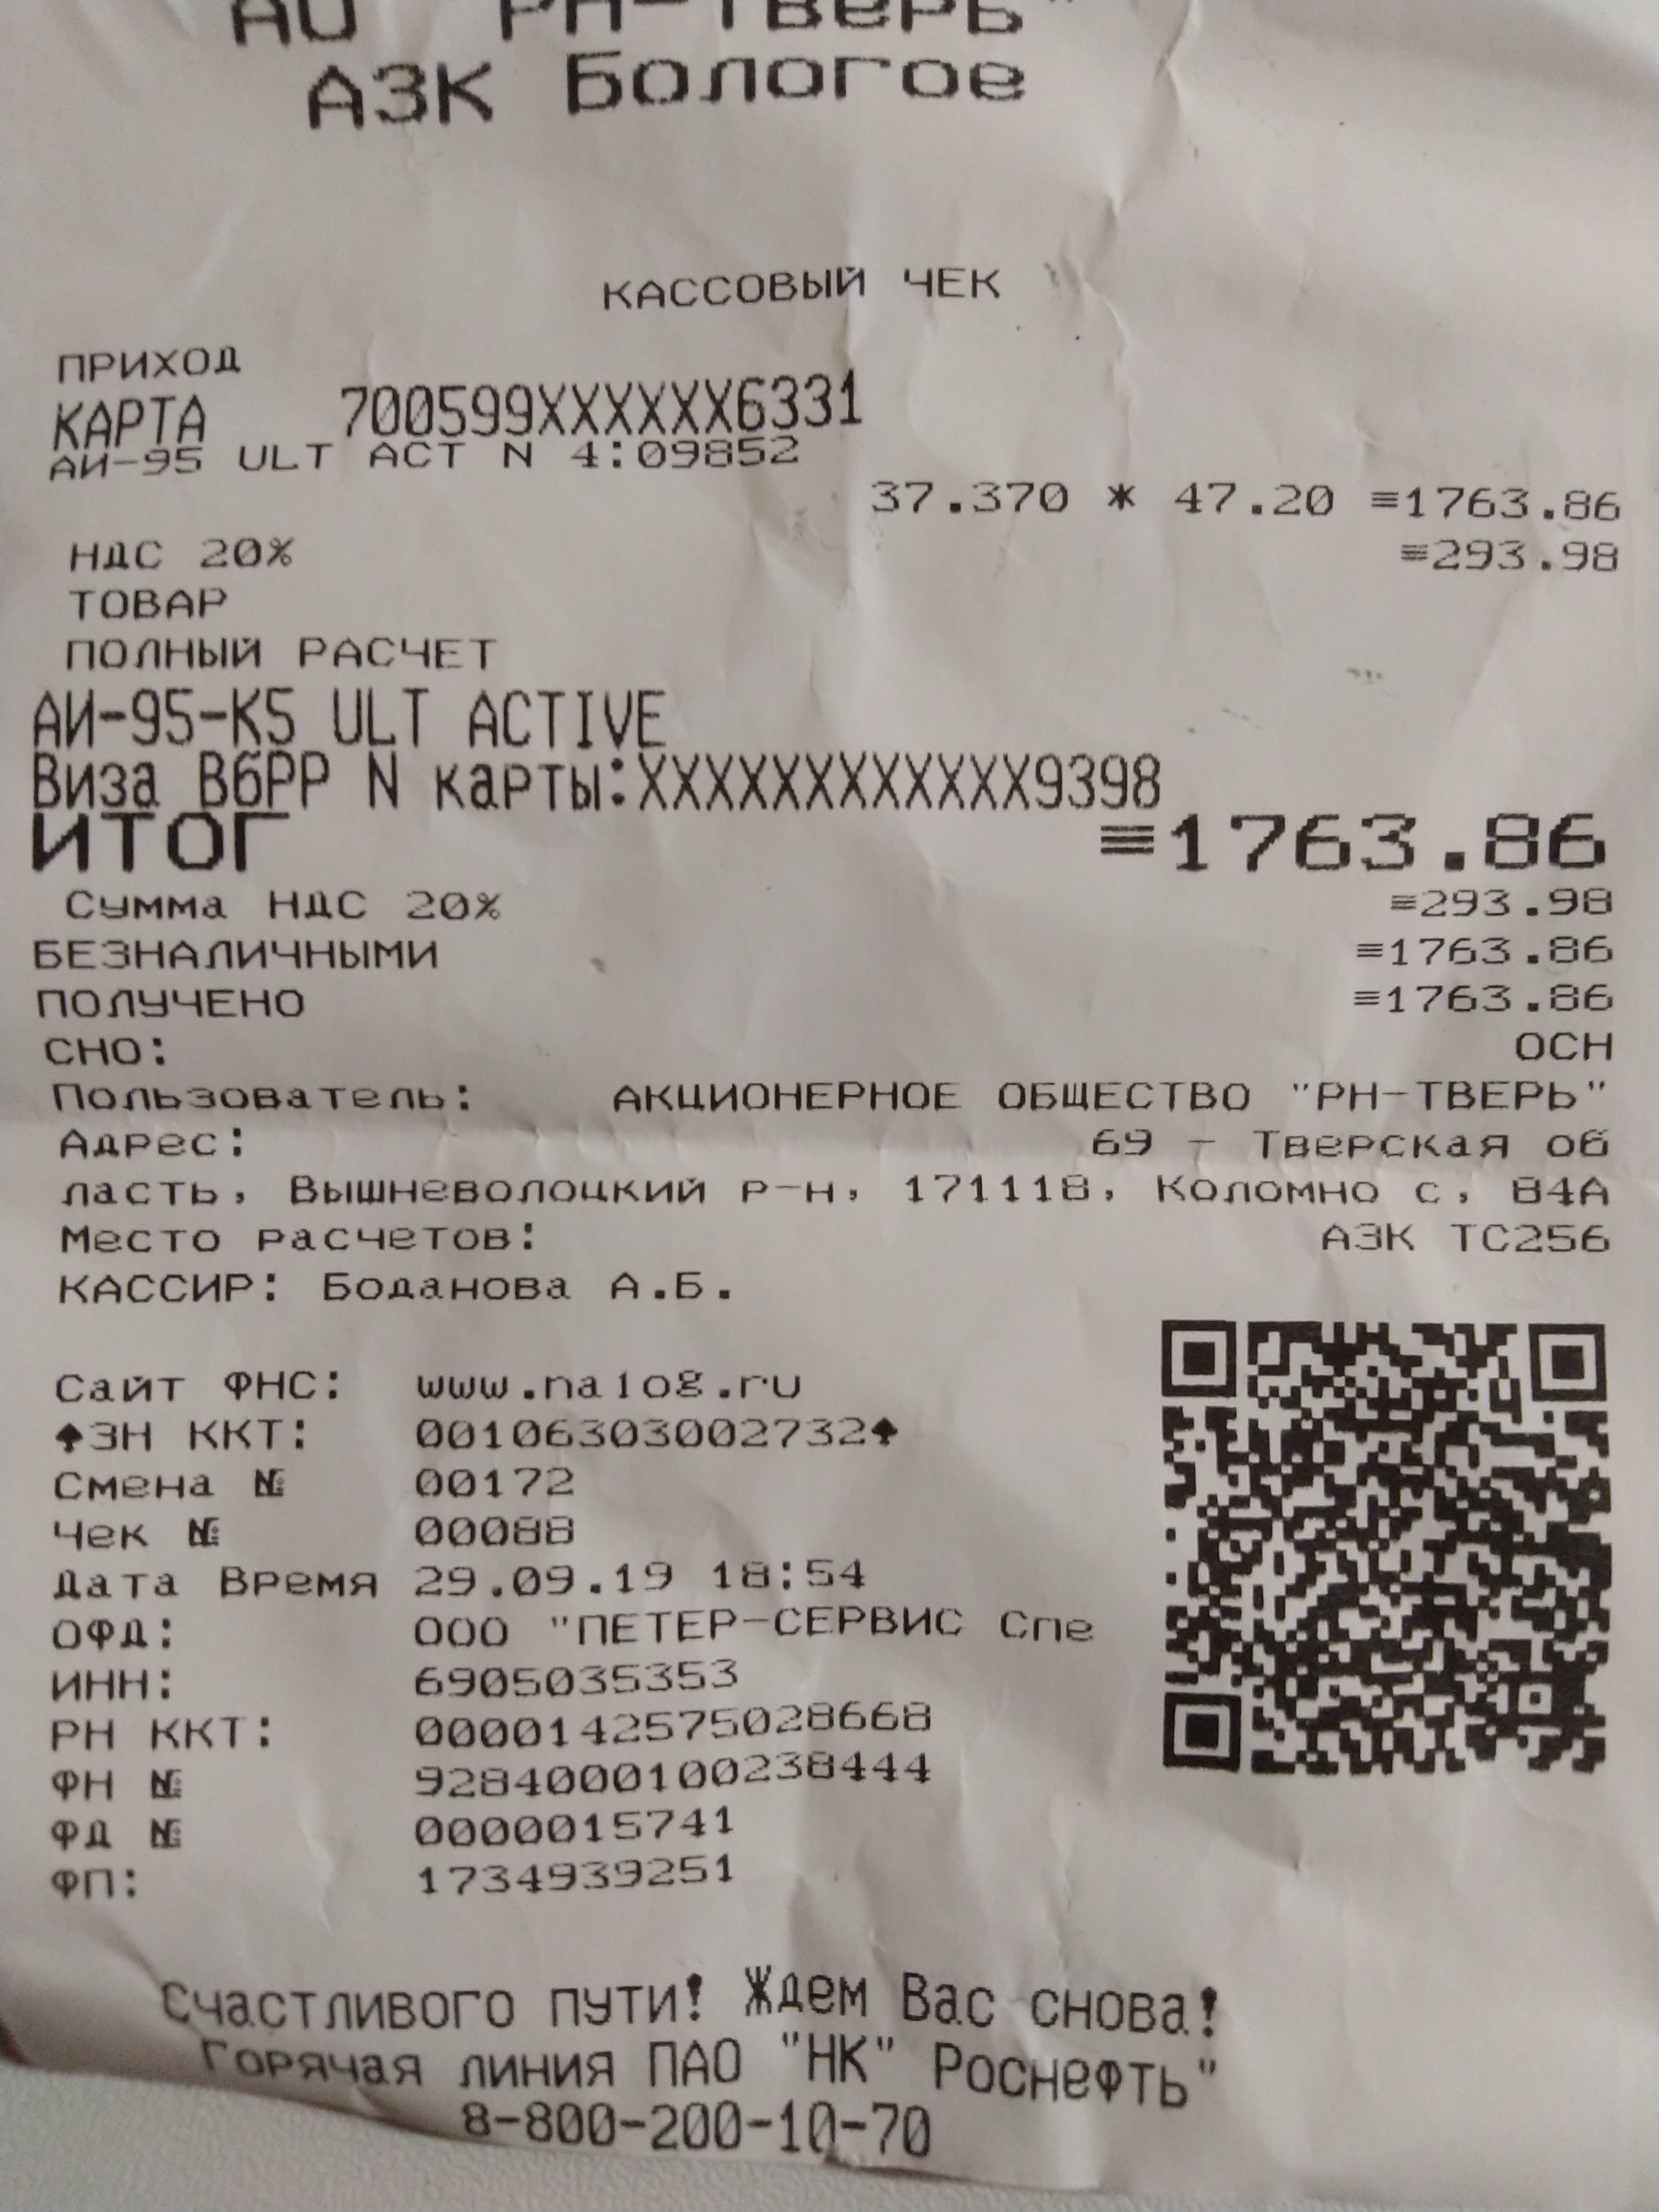 АО "РН-Тверь"
АЗК Бологое
КАССОВЫЙ ЧЕК
ПРИХОД
КАРТА 700599XXXXXX6331
АИ-95 ULT ACT N 4:09852
37.370 * 47.20 ≡1763.86
НДС 20% ≡293.98
ТОВАР
ПОЛНЫЙ РАСЧЕТ
АИ-95-К5 ULT ACTIVE
Виза ВбРР N карты:XXXXXXXXXXXX9398
ИТОГ ≡1763.86
Сумма НДС 20% ≡293.98
БЕЗНАЛИЧНЫМИ ≡1763.86
ПОЛУЧЕНО ≡1763.86
СНО: ОСН
Пользователь: АКЦИОНЕРНОЕ ОБЩЕСТВО "РН-ТВЕРЬ"
Адрес: 69 - Тверская об
ласть, Вышневолоцкий р-н, 171118, Коломно с, 84А
Место расчетов: АЗК ТС256
КАССИР: Боданова А.Б.
Сайт ФНС: www.nalog.ru
♠ЗН ККТ: 00106303002732♠
Смена № 00172
Чек № 00088
Дата Время 29.09.19 18:54
ОФД: ООО "ПЕТЕР-СЕРВИС Спе
ИНН: 6905035353
РН ККТ: 0000142575028668
ФН № 9284000100238444
ФД № 0000015741
ФП: 1734939251
Счастливого пути! Ждем Вас снова!
Горячая линия ПАО "НК" Роснефть"
8-800-200-10-70